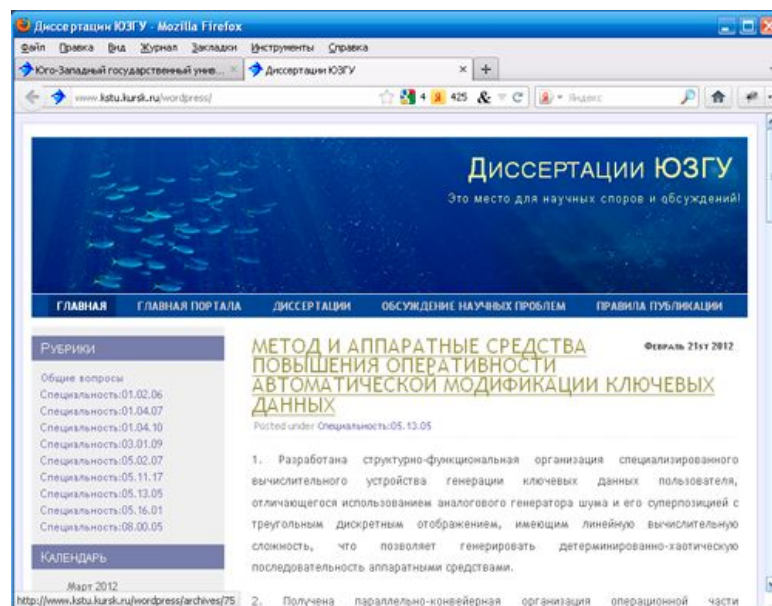 Диссертации ЮЗГУ - Mozilla Firefox
Файл Правка Вид Журнал Закладки Инструменты Справка
Юго-Западный государственный унив... Диссертации ЮЗГУ
www.kstu.kursk.ru/wordpress/ 4 425 Яндекс
ДИССЕРТАЦИИ ЮЗГУ
Это место для научных споров и обсуждений!
ГЛАВНАЯ ГЛАВНАЯ ПОРТАЛА ДИССЕРТАЦИИ ОБСУЖДЕНИЕ НАУЧНЫХ ПРОБЛЕМ ПРАВИЛА ПУБЛИКАЦИИ
РУБРИКИ
Общие вопросы
Специальность:01.02.06
Специальность:01.04.07
Специальность:01.04.10
Специальность:03.01.09
Специальность:05.02.07
Специальность:05.11.17
Специальность:05.13.05
Специальность:05.16.01
Специальность:08.00.05
КАЛЕНДАРЬ
Март 2012
МЕТОД И АППАРАТНЫЕ СРЕДСТВА
ПОВЫШЕНИЯ ОПЕРАТИВНОСТИ
АВТОМАТИЧЕСКОЙ МОДИФИКАЦИИ КЛЮЧЕВЫХ
ДАННЫХ
ФЕВРАЛЬ 21ST 2012
Posted under Специальность:05.13.05
1. Разработана структурно-функциональная организация специализированного
вычислительного устройства генерации ключевых данных пользователя,
отличающегося использованием аналогового генератора шума и его суперпозицией с
треугольным дискретным отображением, имеющим линейную вычислительную
сложность, что позволяет генерировать детерминированно-хаотическую
последовательность аппаратными средствами.
2. Получена параллельно-конвейерная организация операционной части
http://www.kstu.kursk.ru/wordpress/archives/75